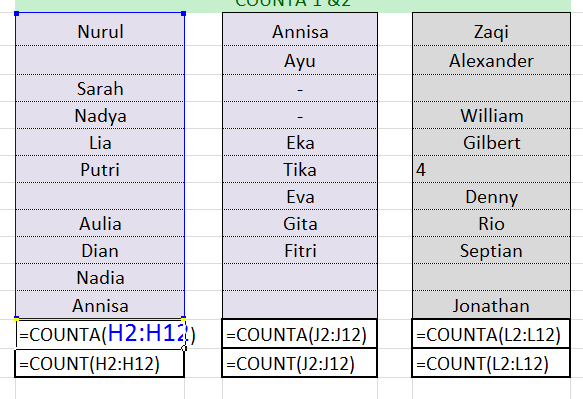 COUNTA 1 &2
Nurul Annisa Zaqi
Ayu Alexander
Sarah -
Nadya - William
Lia Eka Gilbert
Putri Tika 4
Eva Denny
Aulia Gita Rio
Dian Fitri Septian
Nadia
Annisa Jonathan
=COUNTA(H2:H12) =COUNTA(J2:J12) =COUNTA(L2:L12)
=COUNT(H2:H12) =COUNT(J2:J12) =COUNT(L2:L12)